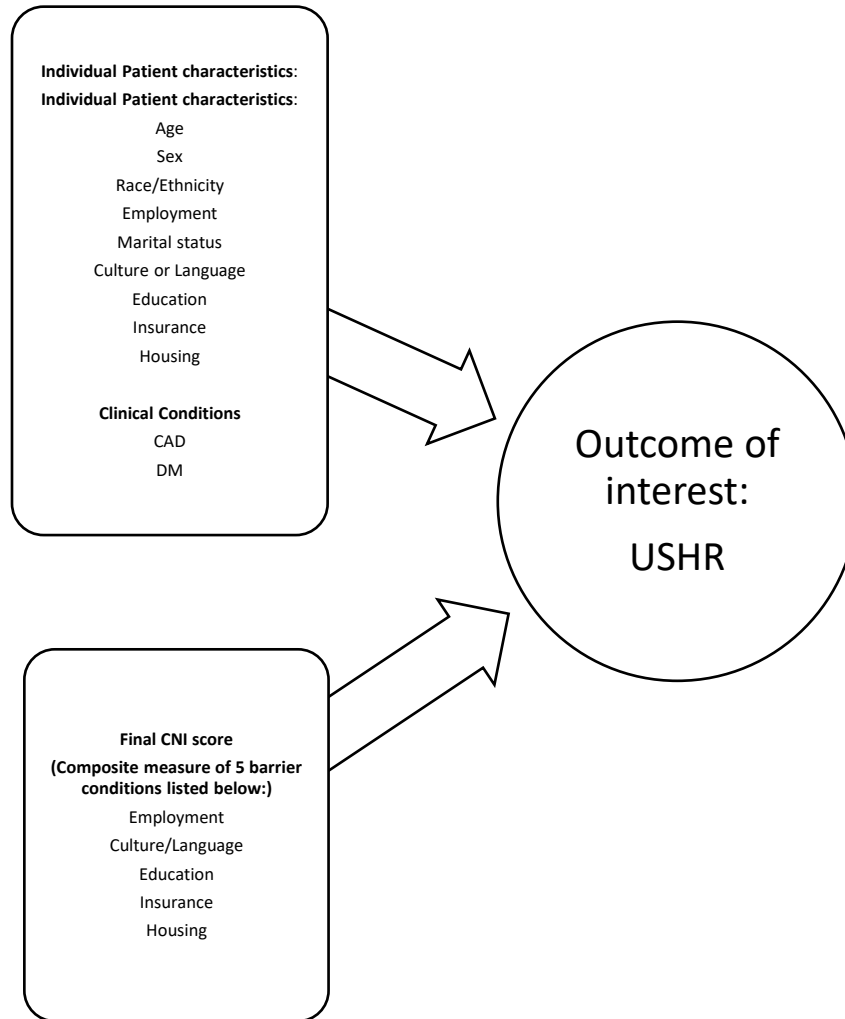 Individual Patient characteristics:
Individual Patient characteristics:
Age
Sex
Race/Ethnicity
Employment
Marital status
Culture or Language
Education
Insurance
Housing
Clinical Conditions
CAD
DM
Outcome of
interest:
USHR
Final CNI score
(Composite measure of 5 barrier
conditions listed below:)
Employment
Culture/Language
Education
Insurance
Housing